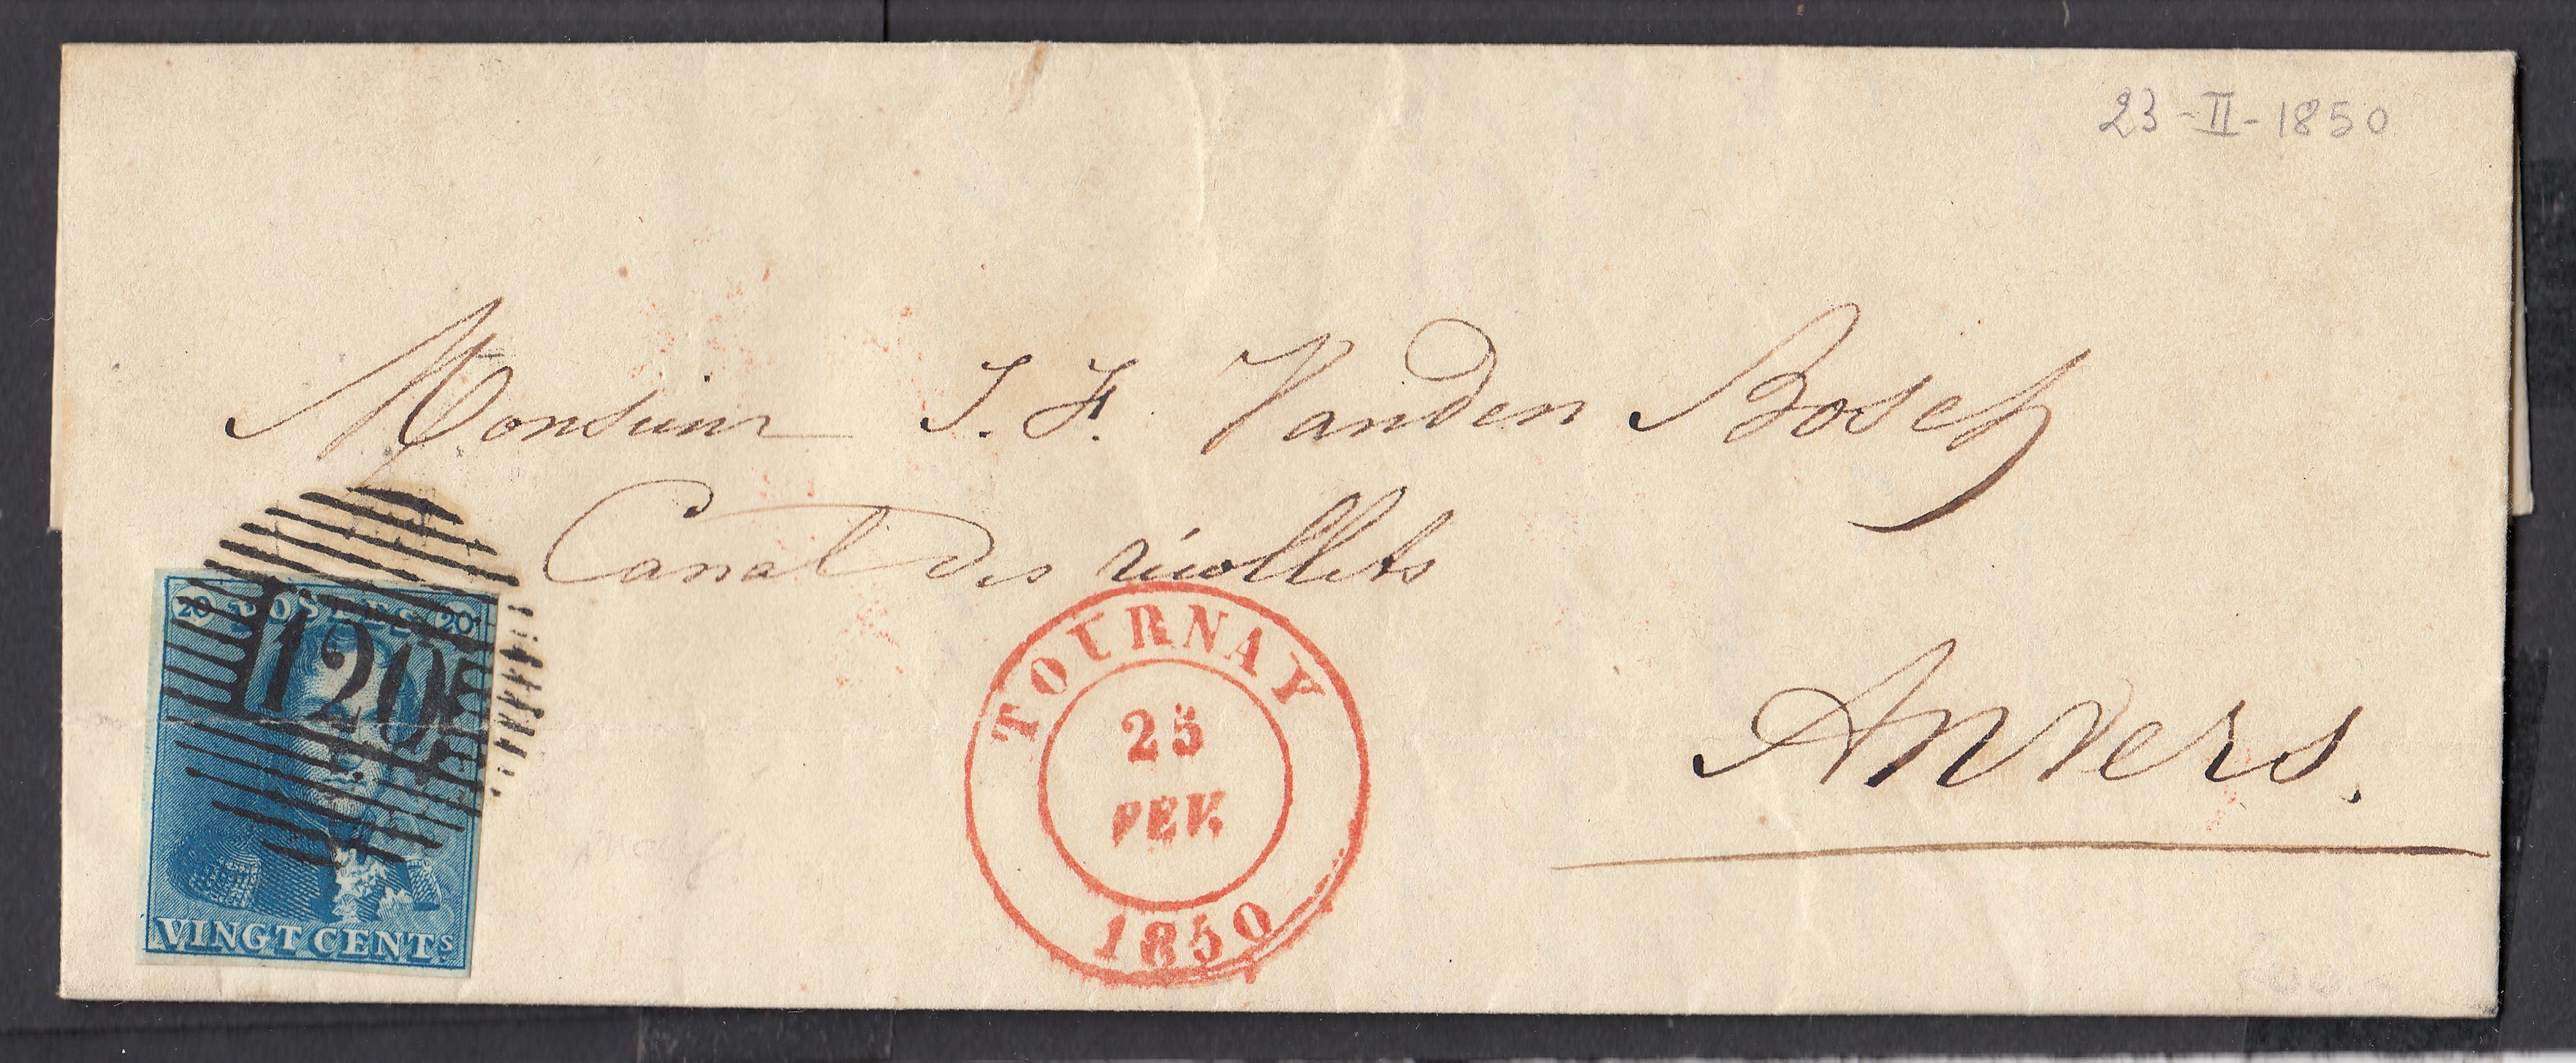 23-II-1850
Monsieur J. F. Vanden Bosch
Canal des récollets
Anvers.
20 POSTES 20
120
VINGT CENTS
TOURNAY
25
FEV.
1850